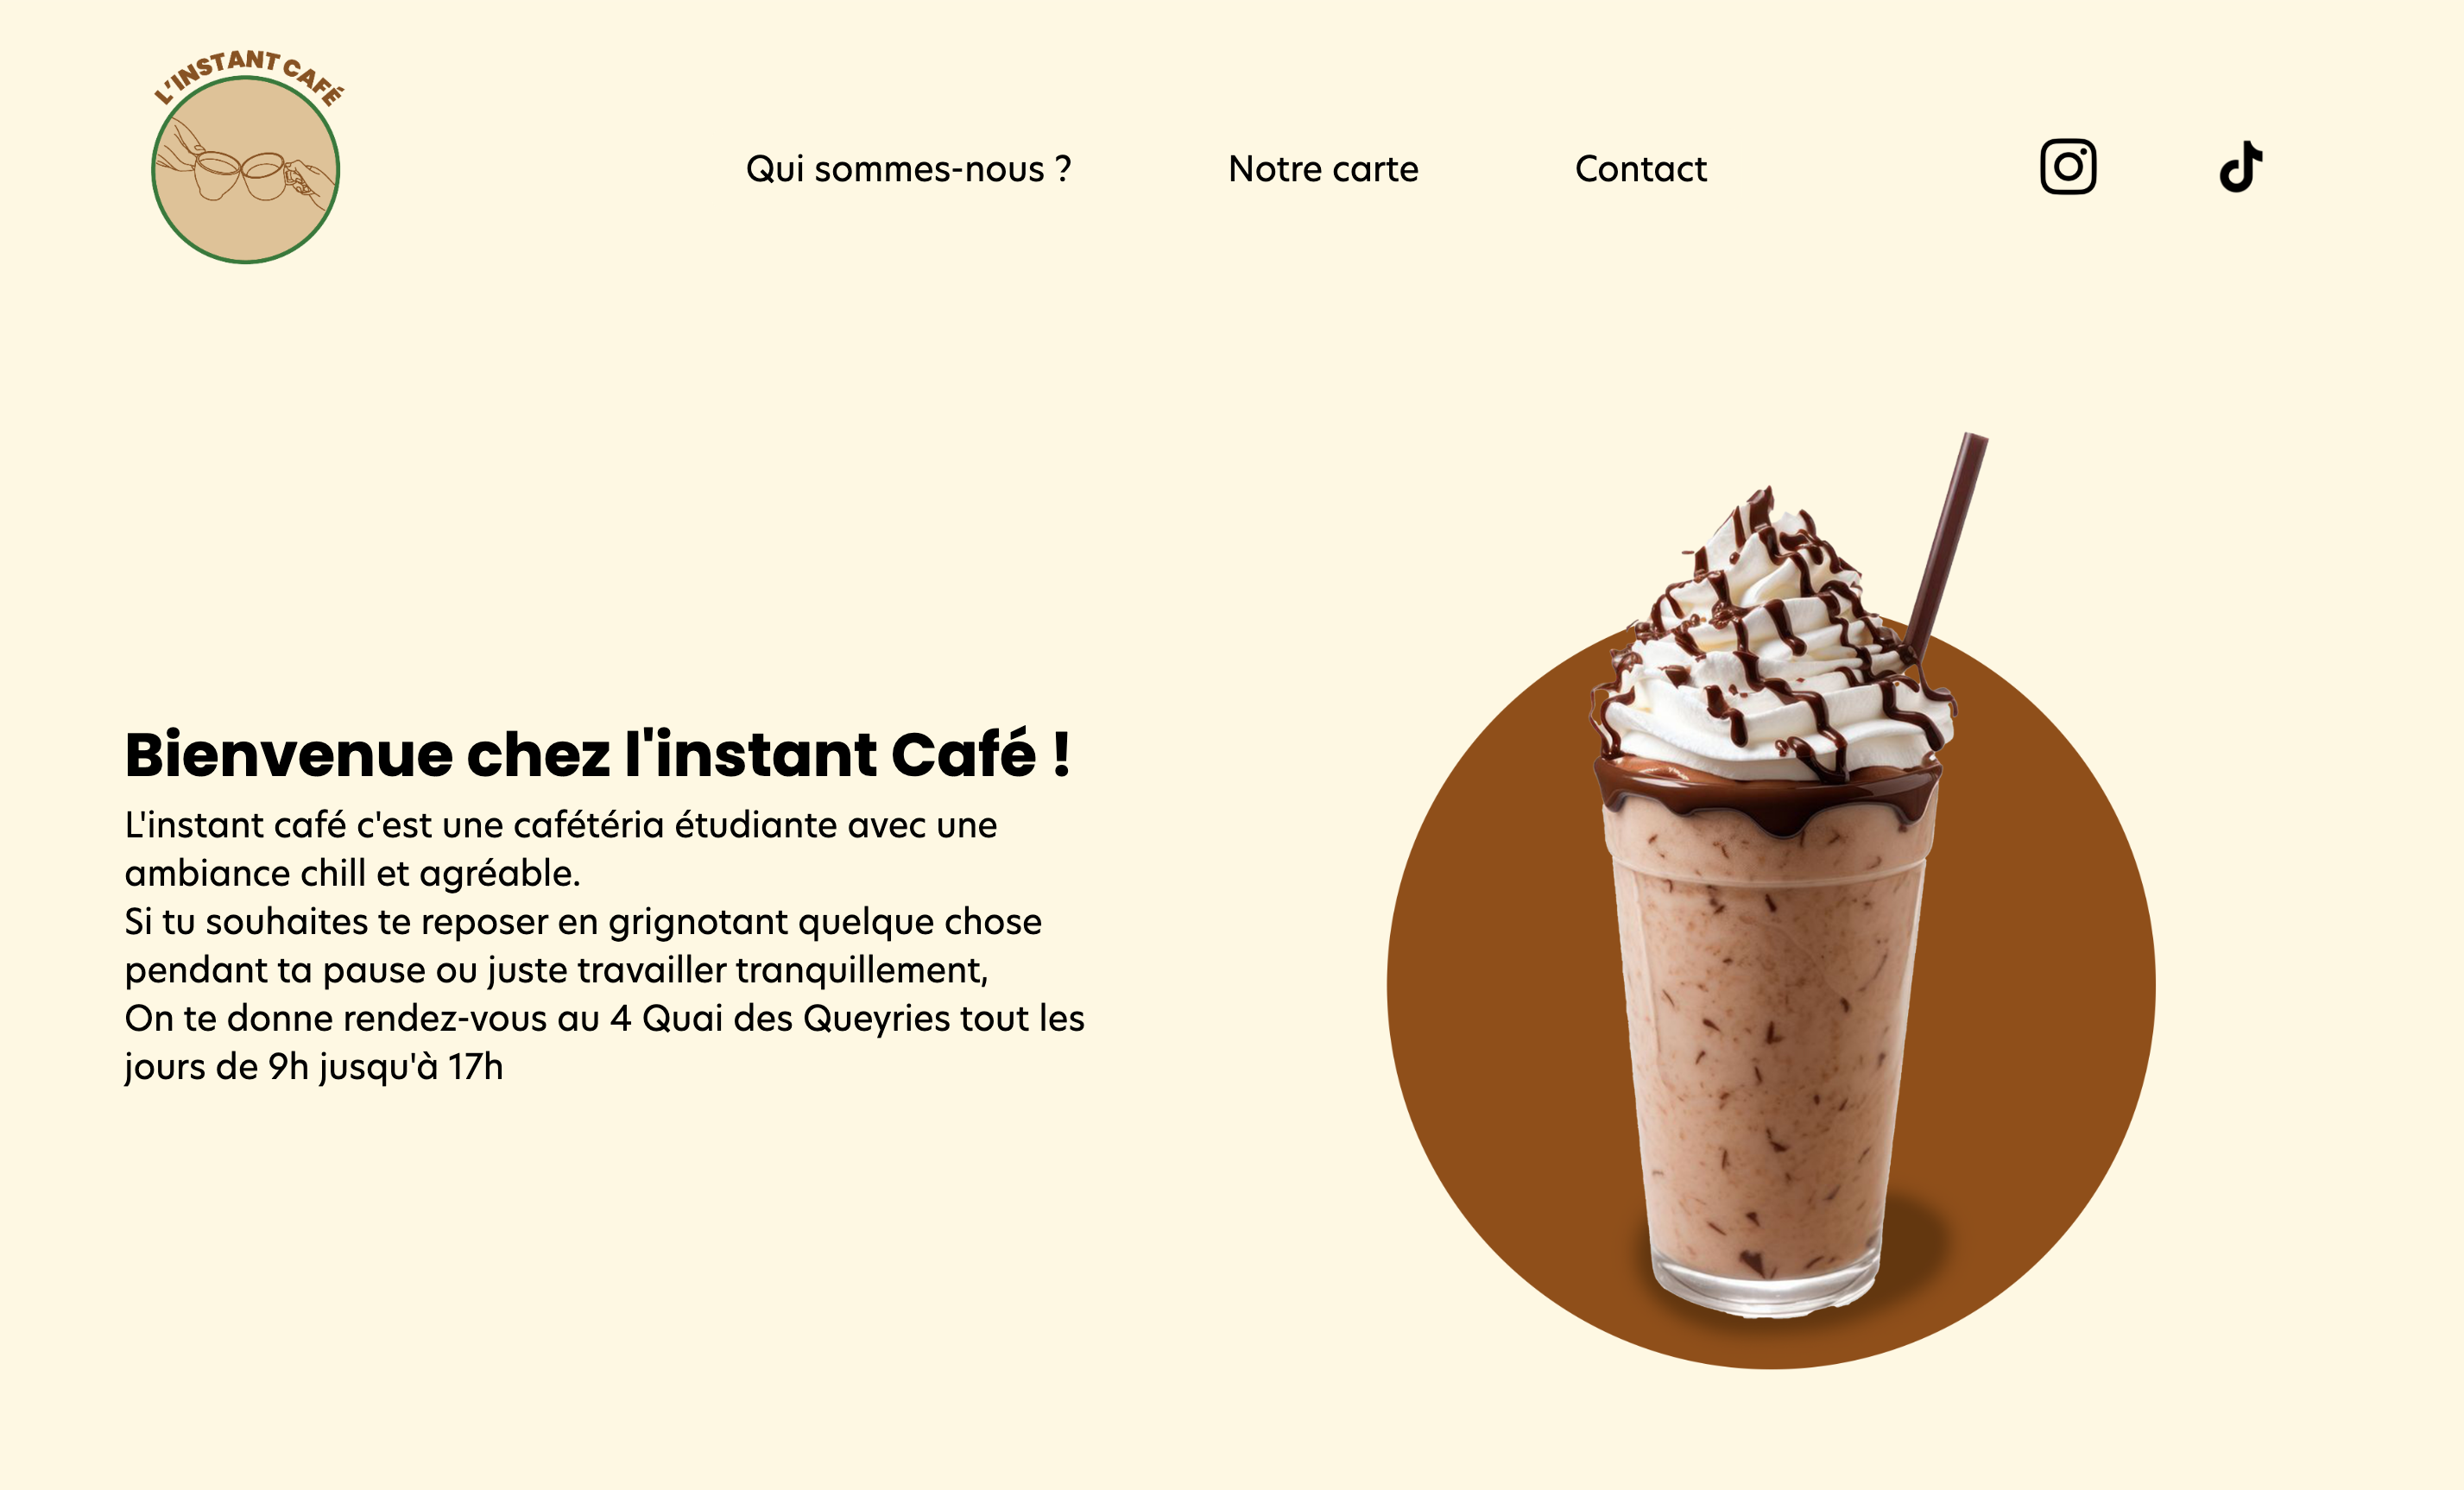 L'INSTANT CAFÉ
Qui sommes-nous ?
Notre carte
Contact
Bienvenue chez l'instant Café !
L'instant café c'est une cafétéria étudiante avec une
ambiance chill et agréable.
Si tu souhaites te reposer en grignotant quelque chose
pendant ta pause ou juste travailler tranquillement,
On te donne rendez-vous au 4 Quai des Queyries tout les
jours de 9h jusqu'à 17h